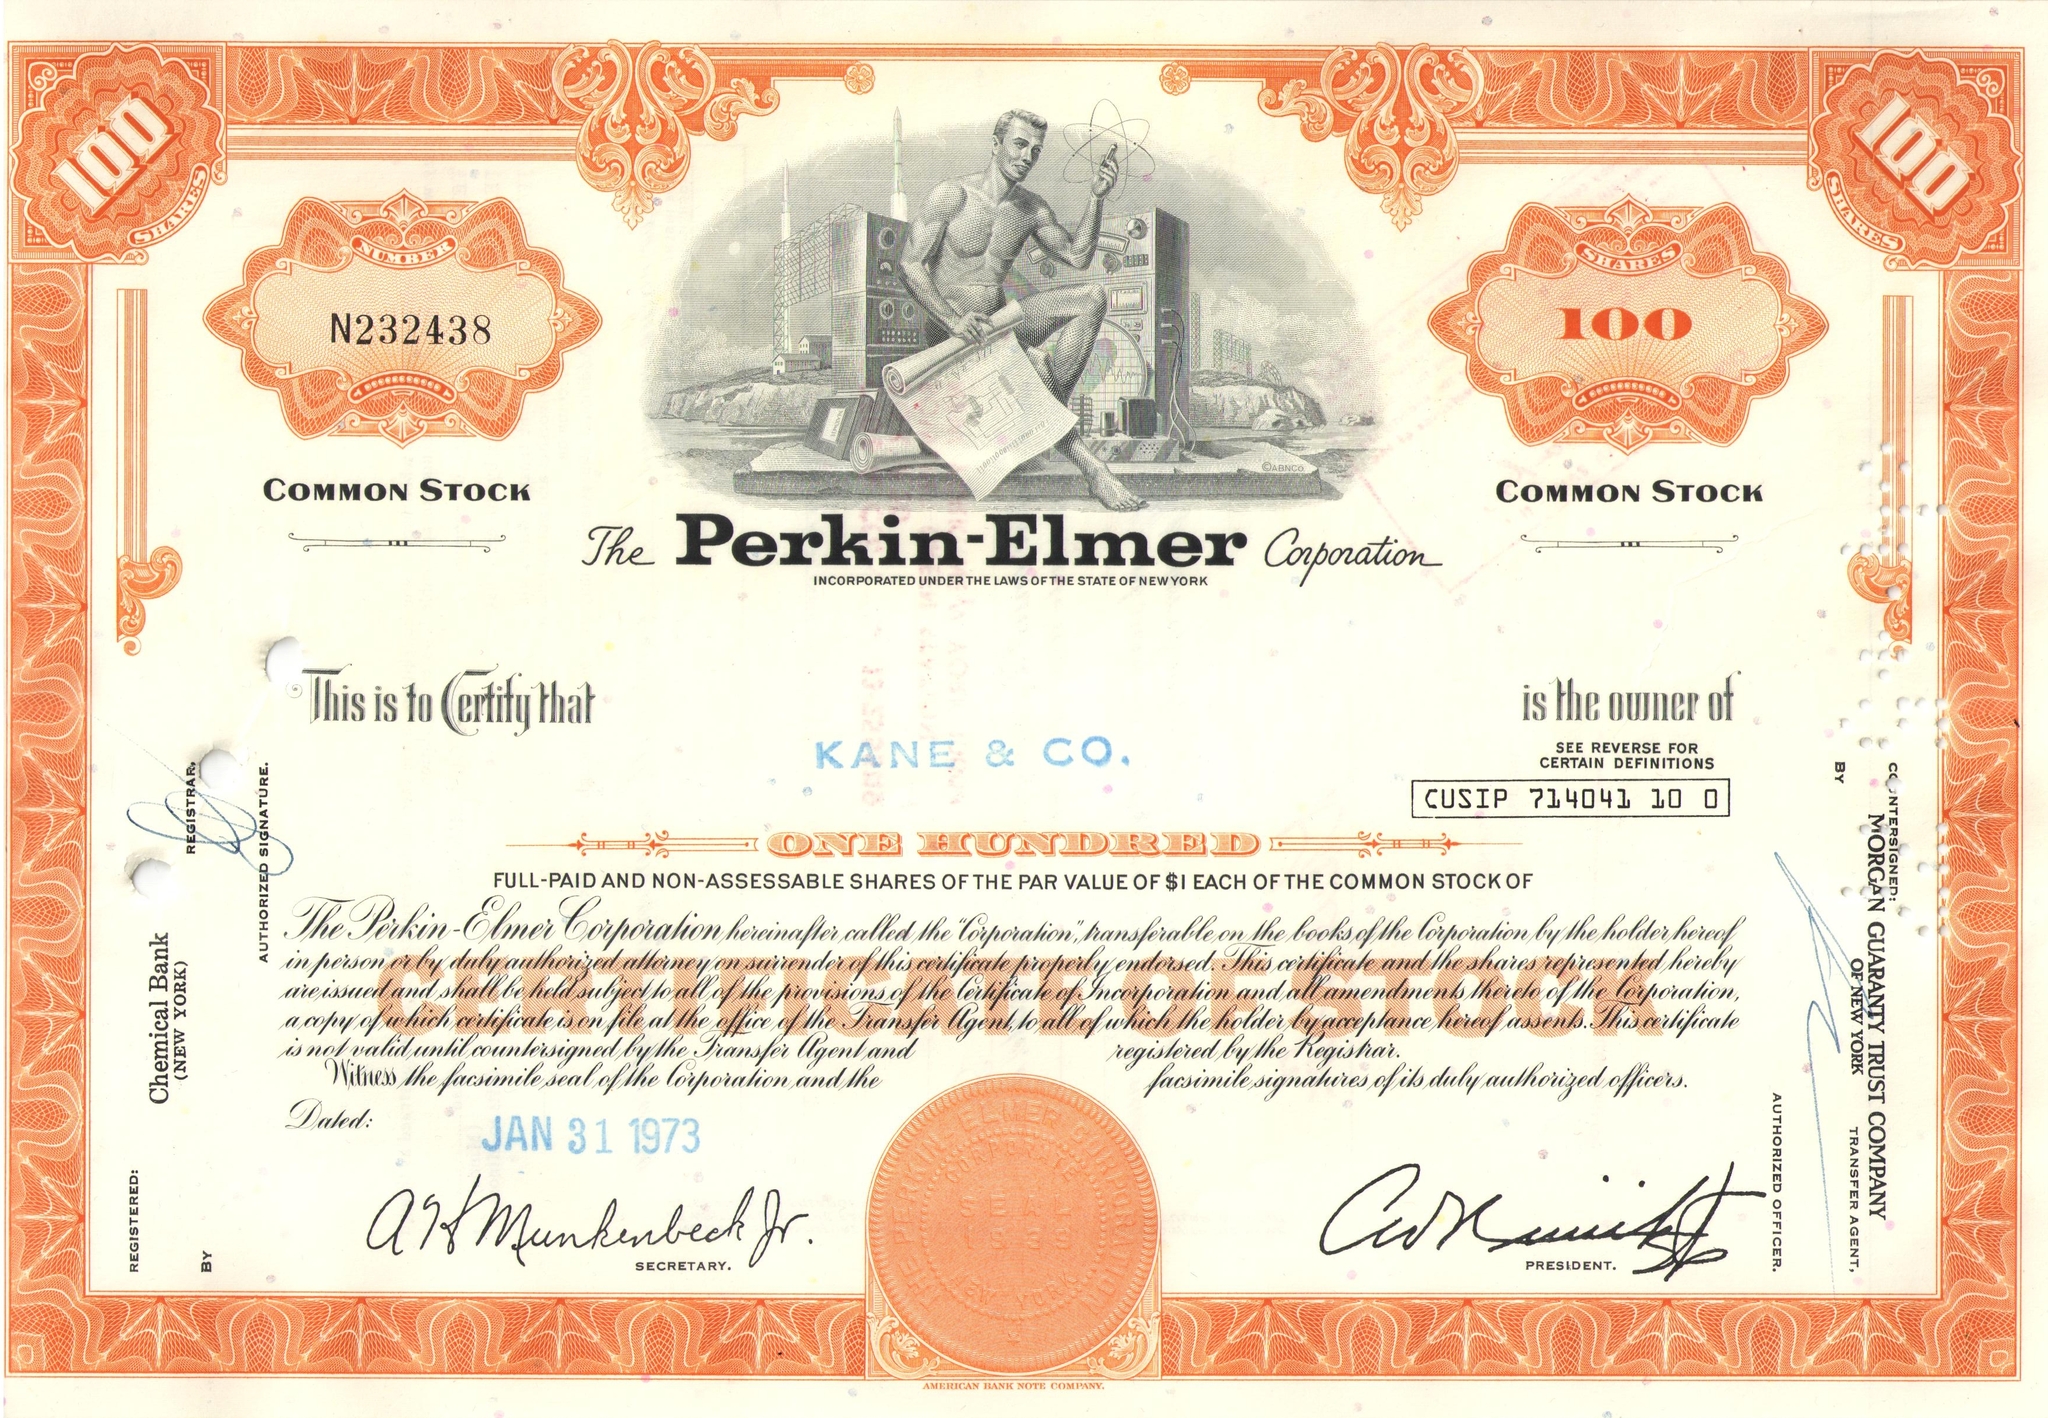 100
SHARES
100
SHARES
NUMBER
N232438
SHARES
100
©ABNCO.
COMMON STOCK
COMMON STOCK
The Perkin-Elmer Corporation
INCORPORATED UNDER THE LAWS OF THE STATE OF NEW YORK
This is to Certify that
is the owner of
KANE & CO.
SEE REVERSE FOR
CERTAIN DEFINITIONS
CUSIP 714041 10 0
ONE HUNDRED
FULL-PAID AND NON-ASSESSABLE SHARES OF THE PAR VALUE OF $1 EACH OF THE COMMON STOCK OF
The Perkin-Elmer Corporation, hereinafter called the "Corporation", transferable on the books of the Corporation by the holder hereof
in person or by duly authorized attorney on surrender of this certificate properly endorsed. This certificate and the shares represented hereby
are issued and shall be held subject to all of the provisions of the Certificate of Incorporation and all amendments thereto of the Corporation,
a copy of which certificate is on file at the office of the Transfer Agent, to all of which the holder by acceptance hereof assents. This certificate
is not valid until countersigned by the Transfer Agent and registered by the Registrar.
Witness the facsimile seal of the Corporation and the facsimile signatures of its duly authorized officers.
Dated:
JAN 31 1973
A H Munkenbeck Jr.
SECRETARY.
PRESIDENT.
PERKIN-ELMER CORPORATION
CORPORATE
SEAL
NEW YORK
AMERICAN BANK NOTE COMPANY.
REGISTERED:
Chemical Bank
(NEW YORK)
REGISTRAR,
BY
AUTHORIZED SIGNATURE.
COUNTERSIGNED:
MORGAN GUARANTY TRUST COMPANY
OF NEW YORK
TRANSFER AGENT,
BY
AUTHORIZED OFFICER.